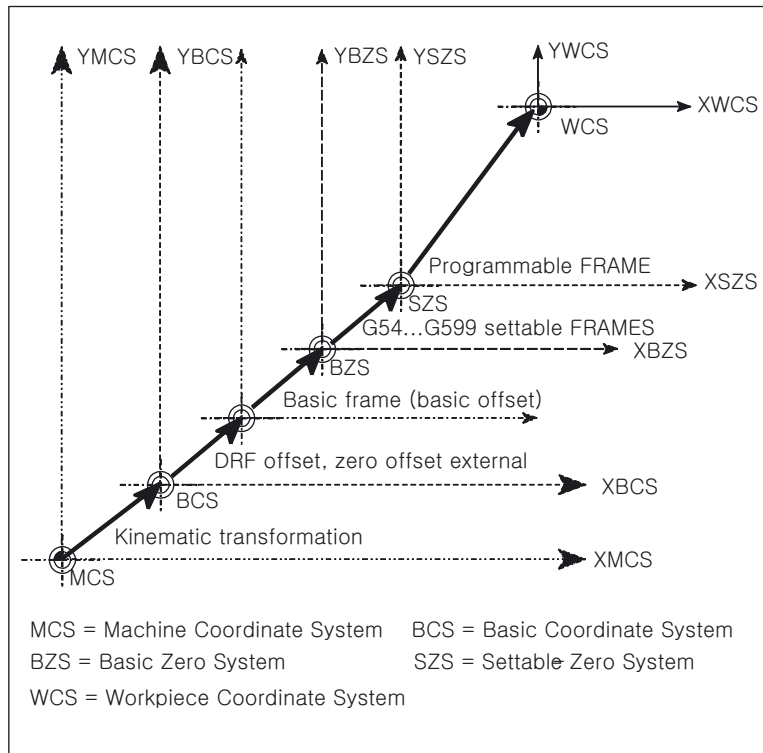 YMCS YBCS YBZS YSZS YWCS
XWCS
WCS
Programmable FRAME
XSZS
SZS
G54...G599 settable FRAMES
XBZS
BZS
Basic frame (basic offset)
DRF offset, zero offset external
XBCS
BCS
Kinematic transformation
XMCS
MCS
MCS = Machine Coordinate System BCS = Basic Coordinate System
BZS = Basic Zero System SZS = Settable Zero System
WCS = Workpiece Coordinate System